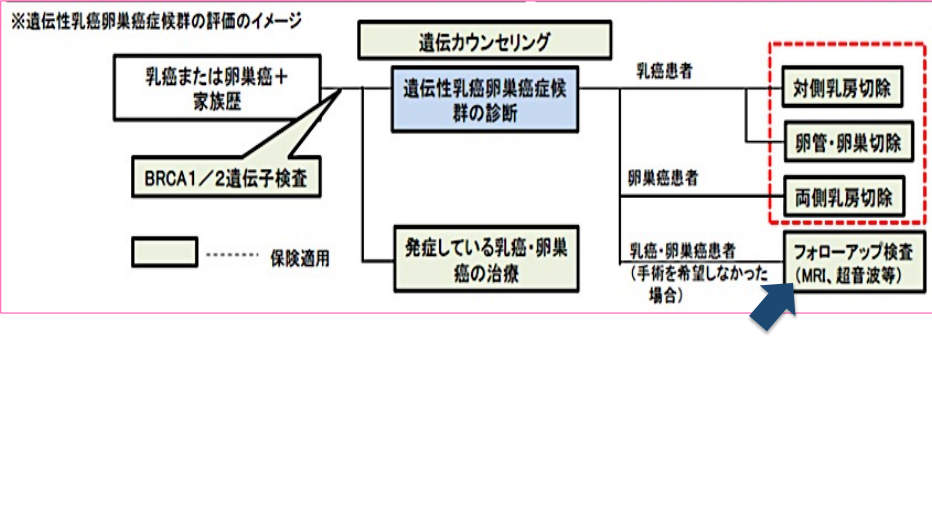 ※遺伝性乳癌卵巣癌症候群の評価のイメージ
遺伝カウンセリング
乳癌または卵巣癌＋
家族歴
遺伝性乳癌卵巣癌症候
群の診断
乳癌患者
対側乳房切除
卵管・卵巣切除
BRCA1／2遺伝子検査
卵巣癌患者
両側乳房切除
保険適用
発症している乳癌・卵巣
癌の治療
乳癌・卵巣癌患者
（手術を希望しなかった
場合）
フォローアップ検査
（MRI、超音波等）